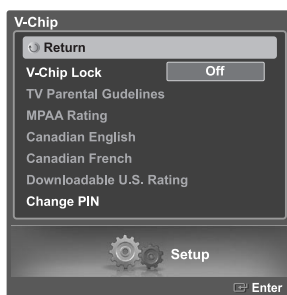 V-Chip
Return
V-Chip Lock Off
TV Parental Gudelines
MPAA Rating
Canadian English
Canadian French
Downloadable U.S. Rating
Change PIN
Setup
Enter